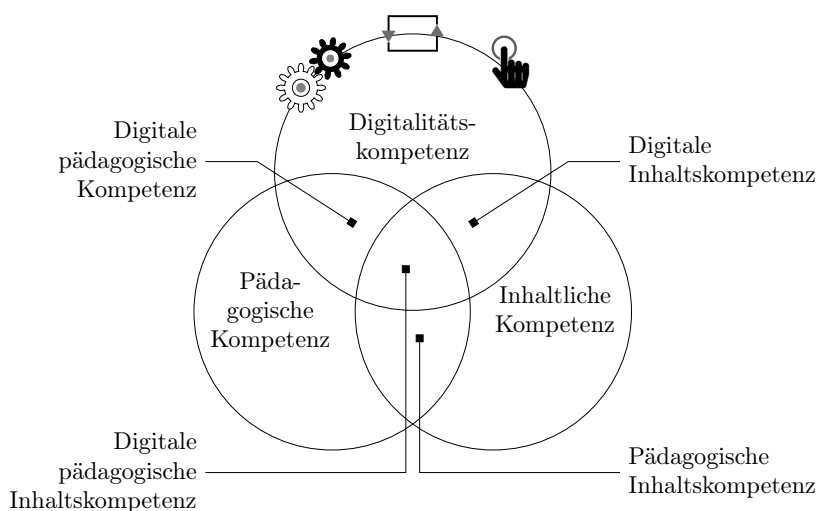 Digitalitäts-
kompetenz
Digitale
pädagogische
Kompetenz
Digitale
Inhaltskompetenz
Päda-
gogische
Kompetenz
Inhaltliche
Kompetenz
Digitale
pädagogische
Inhaltskompetenz
Pädagogische
Inhaltskompetenz